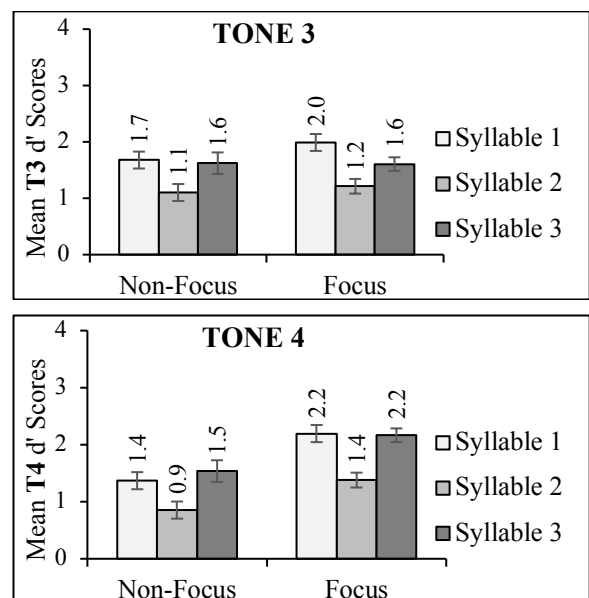 TONE 3
4
3
2
1
0
Mean T3 d' Scores
1.7
1.1
1.6
2.0
1.2
1.6
Syllable 1
Syllable 2
Syllable 3
Non-Focus
Focus
TONE 4
4
3
2
1
0
Mean T4 d' Scores
1.4
0.9
1.5
2.2
1.4
2.2
Syllable 1
Syllable 2
Syllable 3
Non-Focus
Focus